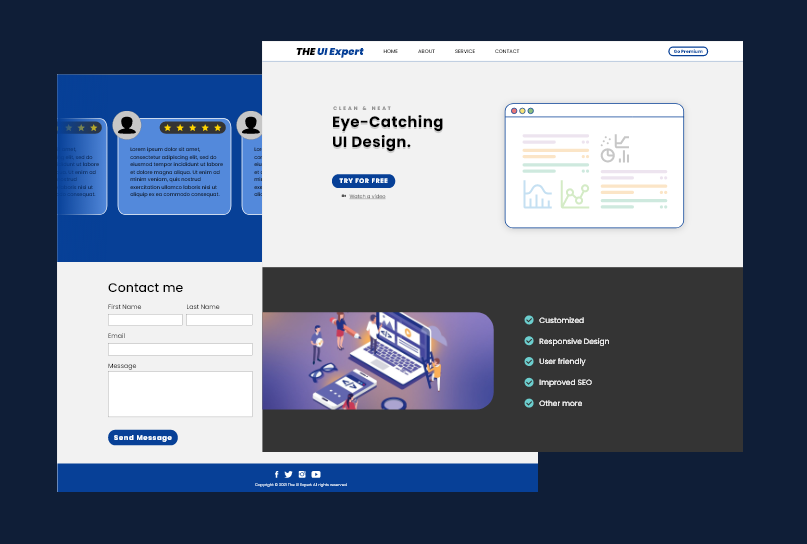 THE UI Expert
HOME
ABOUT
SERVICE
CONTACT
Go Premium
CLEAN & NEAT
Eye-Catching
UI Design.
TRY FOR FREE
Watch a video
Customized
Responsive Design
User friendly
Improved SEO
Other more
Lorem ipsum dolor sit amet,
consectetur adipiscing elit, sed do
eiusmod tempor incididunt ut labore
et dolore magna aliqua. Ut enim ad
minim veniam, quis nostrud
exercitation ullamco laboris nisi ut
aliquip ex ea commodo consequat.
Contact me
First Name
Last Name
Email
Message
Send Message
Copyright © 2021 The UI Expert All rights reserved